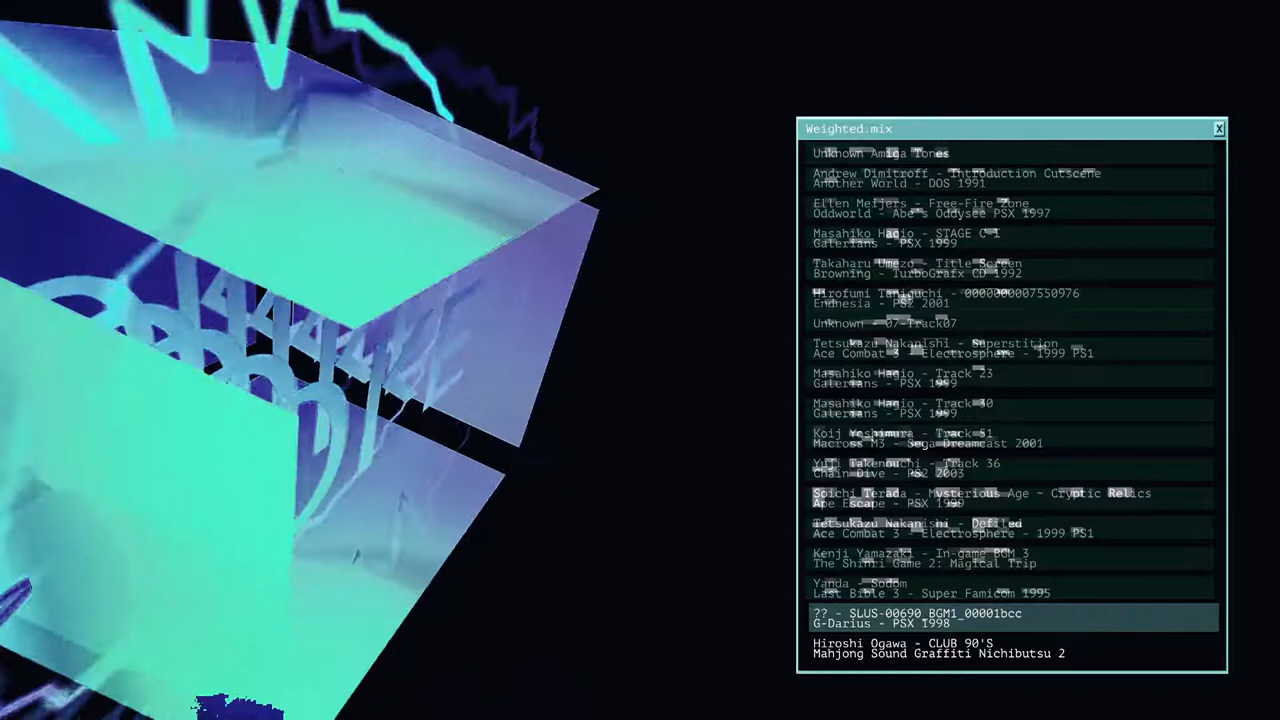 Weighted.mix
X
Unknown Amiga Tones
Andrew Dimitroff - Introduction Cutscene
Another World - DOS 1991
Ellen Meijers - Free-Fire Zone
Oddworld - Abe's Oddysee PSX 1997
Masahiko Hagio - STAGE C-1
Galerians - PSX 1999
Takaharu Umezo - Title Screen
Browning - TurboGrafx CD 1992
Hirofumi Taniguchi - 0000000007550976
Endnesia - PS2 2001
Unknown - 07-Track07
Tetsukazu Nakanishi - Superstition
Ace Combat 3 - Electrosphere - 1999 PS1
Masahiko Hagio - Track 23
Galerians - PSX 1999
Masahiko Hagio - Track 30
Galerians - PSX 1999
Koij Yoshimura - Track 51
Macross M3 - Sega Dreamcast 2001
Yuji Takenouchi - Track 36
Chain Dive - PS2 2003
Soichi Terada - Mysterious Age - Cryptic Relics
Ape Escape - PSX 1999
Tetsukazu Nakanishi - Defiled
Ace Combat 3 - Electrosphere - 1999 PS1
Kenji Yamazaki - In-game BGM 3
The Shinri Game 2: Magical Trip
Yanda - Sodom
Last Bible 3 - Super Famicom 1995
?? - SLUS-00690_BGM1_00001bcc
G-Darius - PSX 1998
Hiroshi Ogawa - CLUB 90'S
Mahjong Sound Graffiti Nichibutsu 2